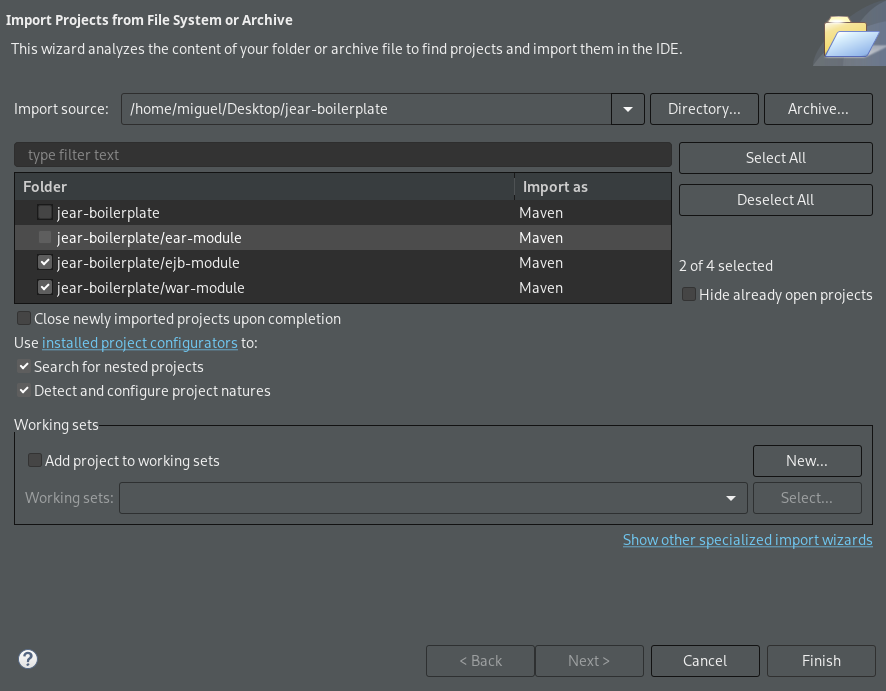 Import Projects from File System or Archive
This wizard analyzes the content of your folder or archive file to find projects and import them in the IDE.
Import source: /home/miguel/Desktop/jear-boilerplate Directory... Archive...
type filter text Select All
Folder Import as
Deselect All
jear-boilerplate Maven
jear-boilerplate/ear-module Maven
jear-boilerplate/ejb-module Maven 2 of 4 selected
jear-boilerplate/war-module Maven Hide already open projects
Close newly imported projects upon completion
Use installed project configurators to:
Search for nested projects
Detect and configure project natures
Working sets
Add project to working sets New...
Working sets: Select...
Show other specialized import wizards
? < Back Next > Cancel Finish